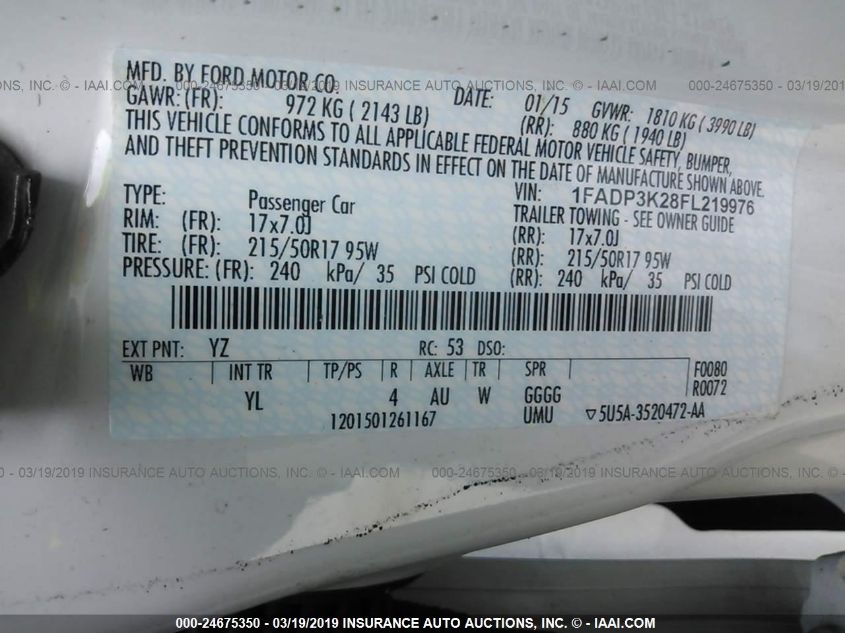 MFD. BY FORD MOTOR CO.
DATE: 01/15 GVWR: 1810 KG ( 3990 LB)
GAWR: (FR): 972 KG ( 2143 LB) (RR): 880 KG ( 1940 LB)
THIS VEHICLE CONFORMS TO ALL APPLICABLE FEDERAL MOTOR VEHICLE SAFETY, BUMPER,
AND THEFT PREVENTION STANDARDS IN EFFECT ON THE DATE OF MANUFACTURE SHOWN ABOVE.
VIN: 1FADP3K28FL219976
TYPE: Passenger Car TRAILER TOWING - SEE OWNER GUIDE
RIM: (FR): 17x7.0J (RR): 17x7.0J
TIRE: (FR): 215/50R17 95W (RR): 215/50R17 95W
PRESSURE: (FR): 240 kPa/ 35 PSI COLD (RR): 240 kPa/ 35 PSI COLD
EXT PNT: YZ RC: 53 DSO:
WB INT TR TP/PS R AXLE TR SPR F0080
R0072
YL 4 AU W GGGG
1201501261167 UMU ▽5U5A-3520472-AA
000-24675350 - 03/19/2019 INSURANCE AUTO AUCTIONS, INC. © - IAAI.COM